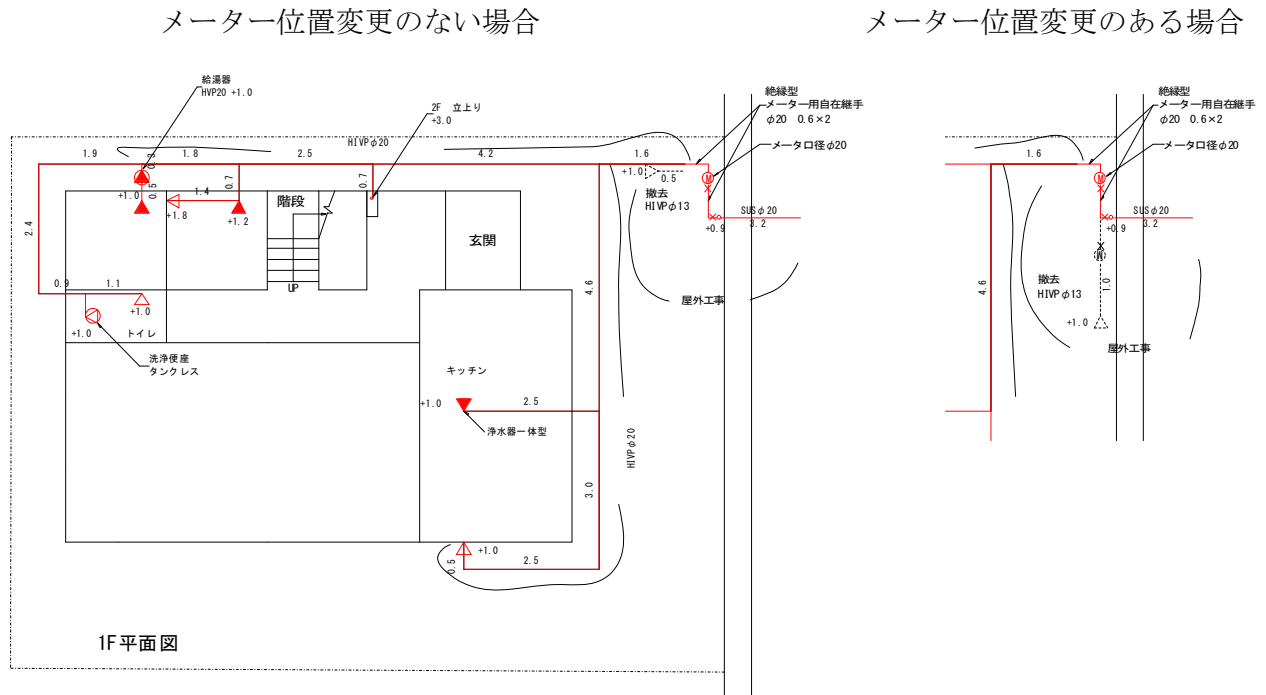 メーター位置変更のない場合
メーター位置変更のある場合
給湯器
HVP20 +1.0
2F 立上り
+3.0
HIVPφ20
絶縁型
メーター用自在継手
φ20 0.6×2
メータ口径φ20
1.9
0.3
1.8
2.5
4.2
1.6
+1.0
0.5
撤去
HIVPφ13
M
SUSφ20
3.2
+0.9
0.5
+1.0
1.4
+1.8
0.7
+1.2
階段
UP
0.7
玄関
2.4
0.9
1.1
+1.0
+1.0
トイレ
洗浄便座
タンクレス
4.6
屋外工事
キッチン
+1.0
2.5
浄水器一体型
HIVPφ20
3.0
+1.0
0.5
2.5
1F平面図
絶縁型
メーター用自在継手
φ20 0.6×2
メータ口径φ20
1.6
M
SUSφ20
3.2
+0.9
M
撤去
HIVPφ13
1.0
+1.0
4.6
屋外工事